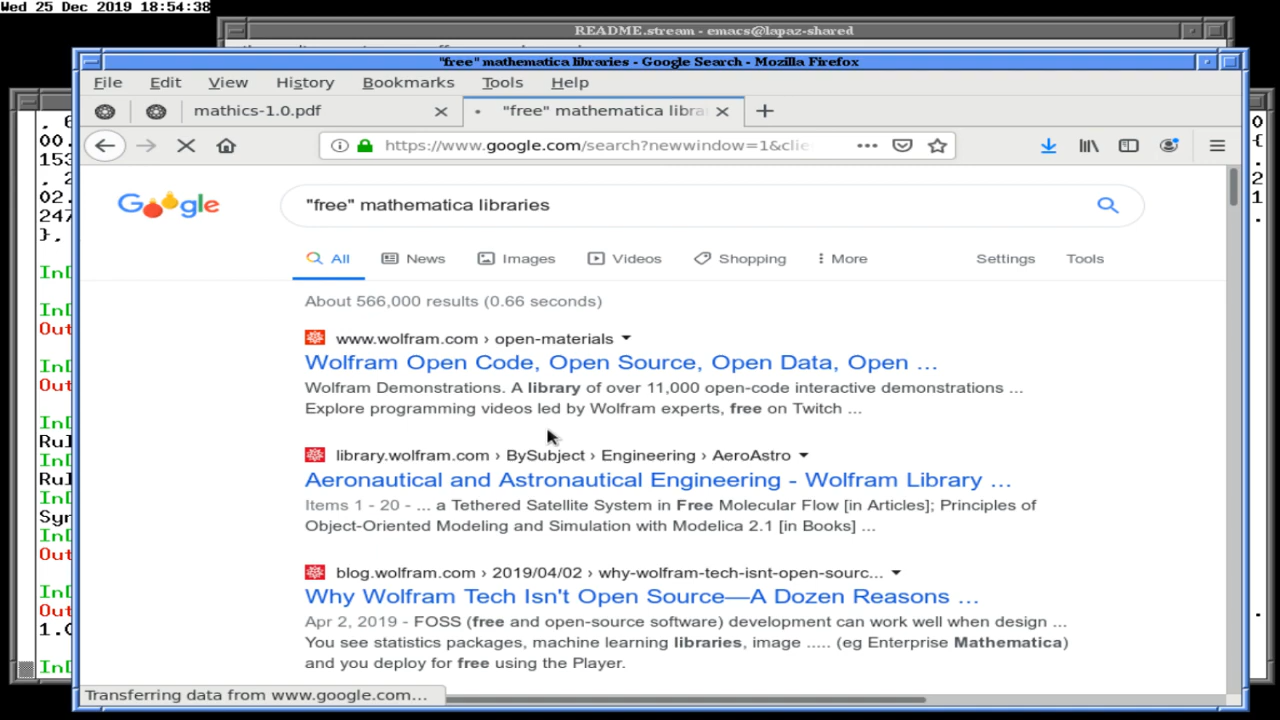 Wed 25 Dec 2019 18:54:38
README.stream - emacs@lapaz-shared
"free" mathematica libraries - Google Search - Mozilla Firefox
File Edit View History Bookmarks Tools Help
mathics-1.0.pdf "free" mathematica libra
https://www.google.com/search?newwindow=1&clie
Google "free" mathematica libraries
All News Images Videos Shopping More Settings Tools
About 566,000 results (0.66 seconds)
www.wolfram.com › open-materials
Wolfram Open Code, Open Source, Open Data, Open ...
Wolfram Demonstrations. A library of over 11,000 open-code interactive demonstrations ...
Explore programming videos led by Wolfram experts, free on Twitch ...
library.wolfram.com › BySubject › Engineering › AeroAstro
Aeronautical and Astronautical Engineering - Wolfram Library ...
Items 1 - 20 - ... a Tethered Satellite System in Free Molecular Flow [in Articles]; Principles of
Object-Oriented Modeling and Simulation with Modelica 2.1 [in Books] ...
blog.wolfram.com › 2019/04/02 › why-wolfram-tech-isnt-open-sourc...
Why Wolfram Tech Isn't Open Source—A Dozen Reasons ...
Apr 2, 2019 - FOSS (free and open-source software) development can work well when design ...
You see statistics packages, machine learning libraries, image ..... (eg Enterprise Mathematica)
and you deploy for free using the Player.
Transferring data from www.google.com...